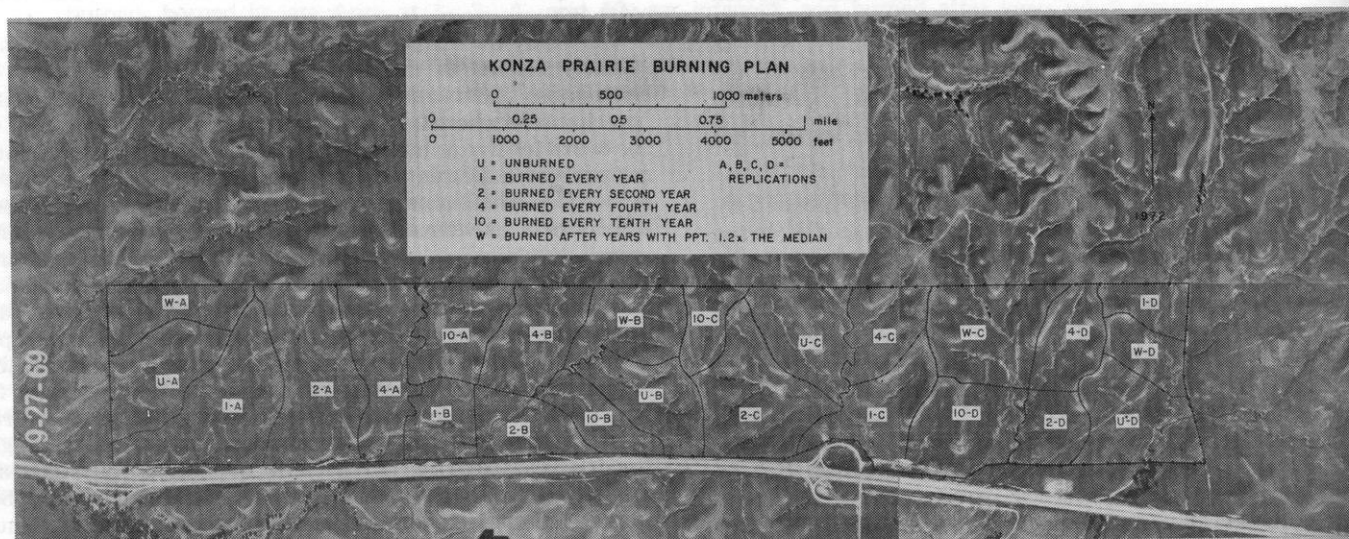 KONZA PRAIRIE BURNING PLAN
0 500 1000 meters
0 0.25 0.5 0.75 mile
0 1000 2000 3000 4000 5000 feet
U = UNBURNED
1 = BURNED EVERY YEAR
2 = BURNED EVERY SECOND YEAR
4 = BURNED EVERY FOURTH YEAR
10 = BURNED EVERY TENTH YEAR
W = BURNED AFTER YEARS WITH PPT. 1.2x THE MEDIAN
A, B, C, D =
REPLICATIONS
N
1972
9-27-69
W-A
10-A
4-B
W-B
10-C
U-C
4-C
W-C
4-D
1-D
W-D
U-A
1-A
2-A
4-A
1-B
2-B
10-B
U-B
2-C
1-C
10-D
2-D
U-D